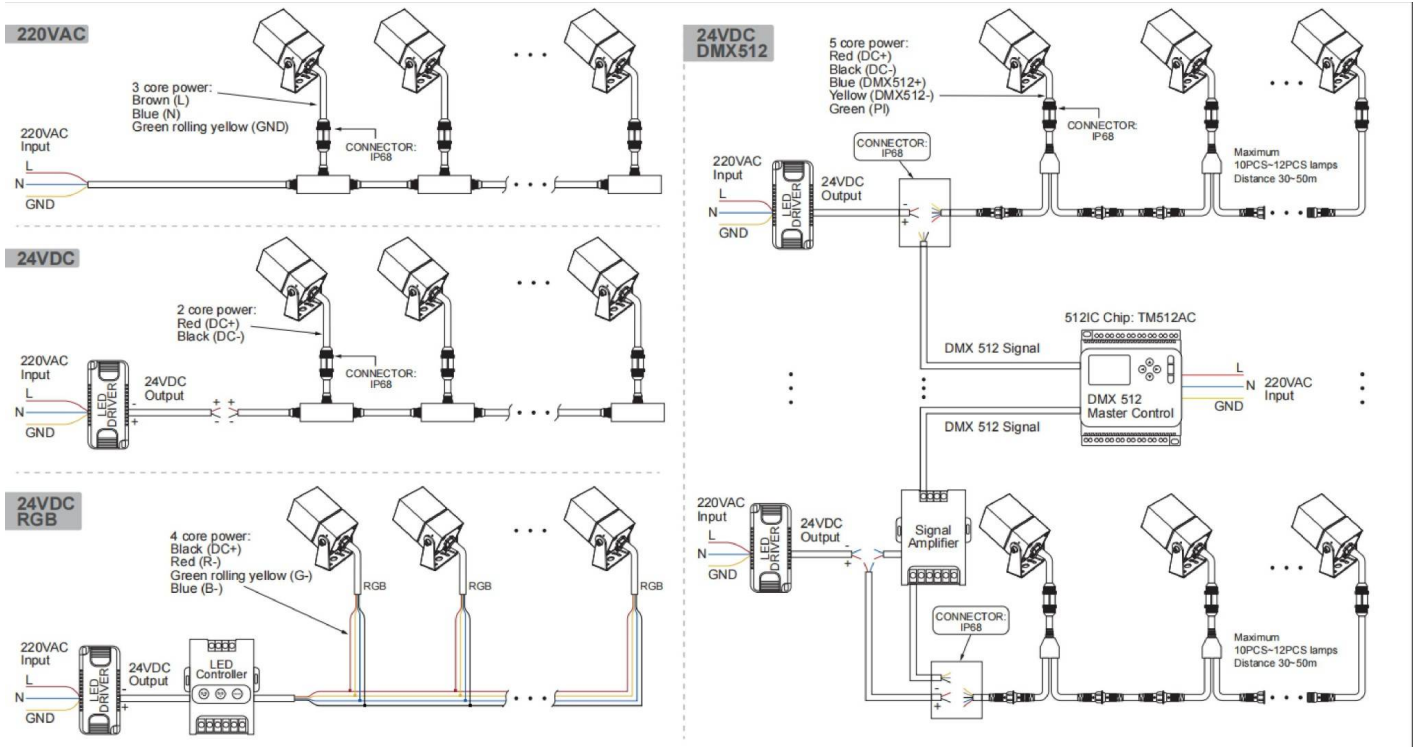 220VAC
3 core power:
Brown (L)
Blue (N)
Green rolling yellow (GND)
220VAC
Input
L
N
GND
CONNECTOR:
IP68
24VDC
2 core power:
Red (DC+)
Black (DC-)
220VAC
Input
L
N
GND
LED
DRIVER
-
+
24VDC
Output
+ +
- -
CONNECTOR:
IP68
24VDC
RGB
4 core power:
Black (DC+)
Red (R-)
Green rolling yellow (G-)
Blue (B-)
RGB
RGB
RGB
220VAC
Input
L
N
GND
LED
DRIVER
-
+
24VDC
Output
LED
Controller
24VDC
DMX512
5 core power:
Red (DC+)
Black (DC-)
Blue (DMX512+)
Yellow (DMX512-)
Green (PI)
CONNECTOR:
IP68
CONNECTOR:
IP68
220VAC
Input
L
N
GND
LED
DRIVER
24VDC
Output
-
+
Maximum
10PCS~12PCS lamps
Distance 30~50m
512IC Chip: TM512AC
DMX 512 Signal
DMX 512
Master Control
L
N
GND
220VAC
Input
DMX 512 Signal
220VAC
Input
L
N
GND
LED
DRIVER
24VDC
Output
-
+
Signal
Amplifier
CONNECTOR:
IP68
-
+
Maximum
10PCS~12PCS lamps
Distance 30~50m